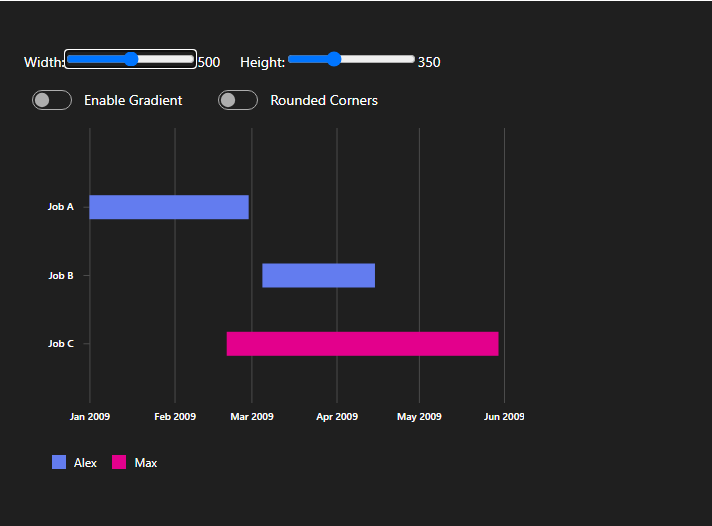 Width: 500 Height: 350
Enable Gradient Rounded Corners
Job A
Job B
Job C
Jan 2009 Feb 2009 Mar 2009 Apr 2009 May 2009 Jun 2009
Alex Max